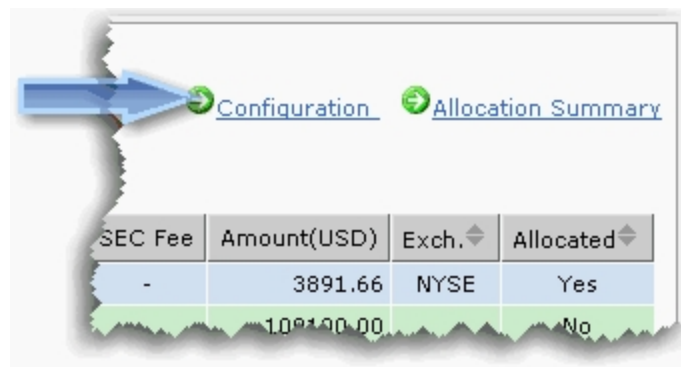 Configuration Allocation Summary
SEC Fee Amount(USD) Exch. Allocated
- 3891.66 NYSE Yes
No